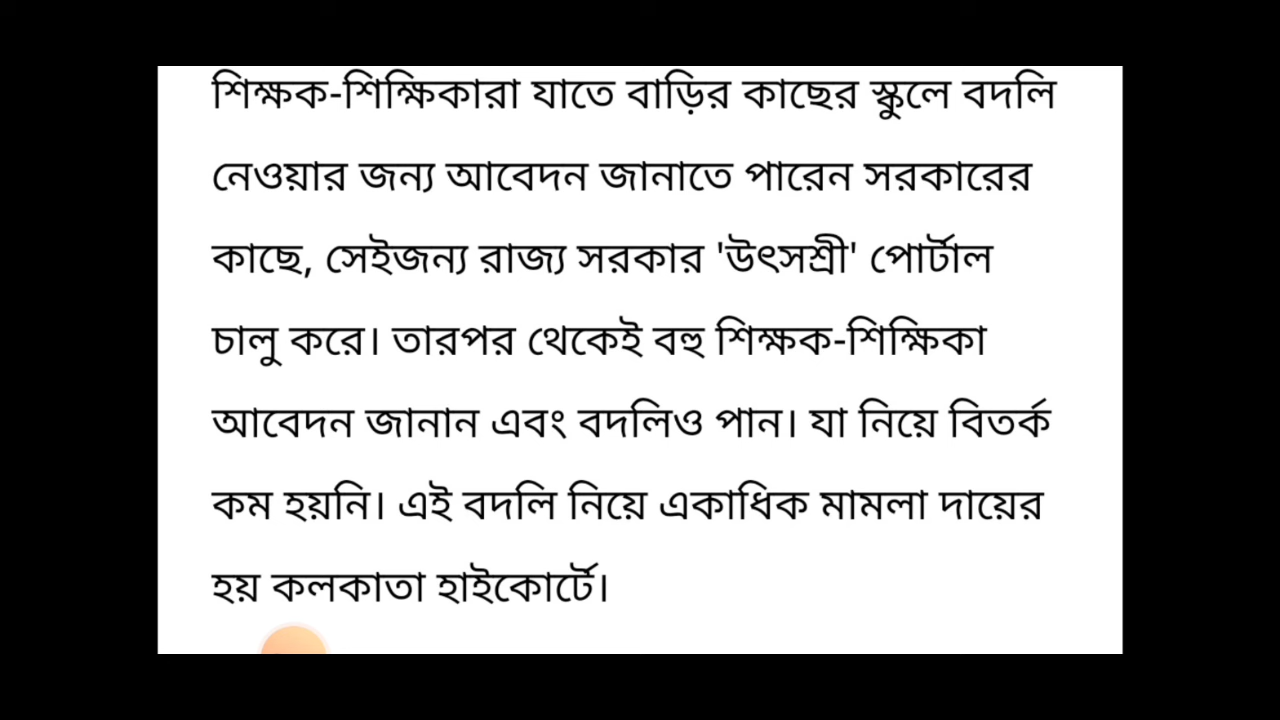 শিক্ষক-শিক্ষিকারা যাতে বাড়ির কাছের স্কুলে বদলি
নেওয়ার জন্য আবেদন জানাতে পারেন সরকারের
কাছে, সেইজন্য রাজ্য সরকার 'উৎসশ্রী' পোর্টাল
চালু করে। তারপর থেকেই বহু শিক্ষক-শিক্ষিকা
আবেদন জানান এবং বদলিও পান। যা নিয়ে বিতর্ক
কম হয়নি। এই বদলি নিয়ে একাধিক মামলা দায়ের
হয় কলকাতা হাইকোর্টে।